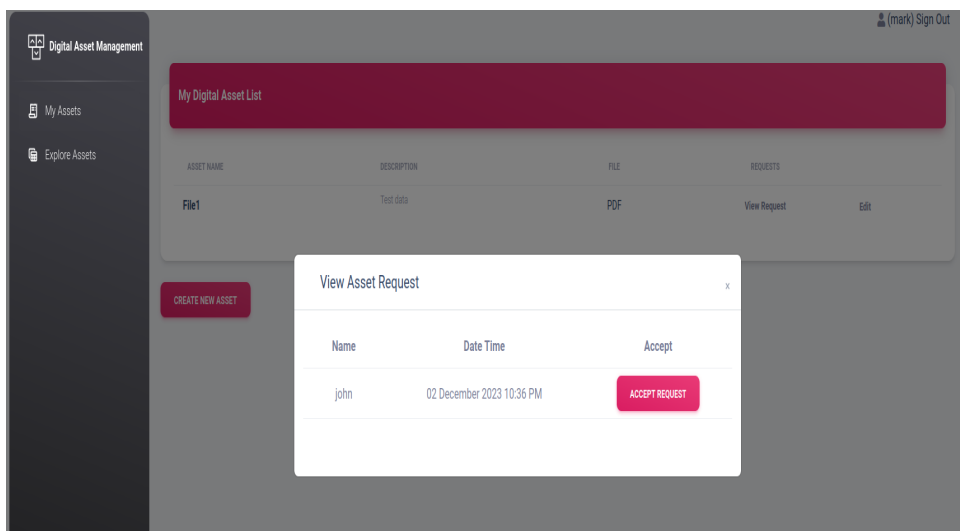 (mark) Sign Out
Digital Asset Management
My Assets
Explore Assets
My Digital Asset List
ASSET NAME DESCRIPTION FILE REQUESTS
File1 Test data PDF View Request Edit
CREATE NEW ASSET
View Asset Request x
Name Date Time Accept
john 02 December 2023 10:36 PM ACCEPT REQUEST